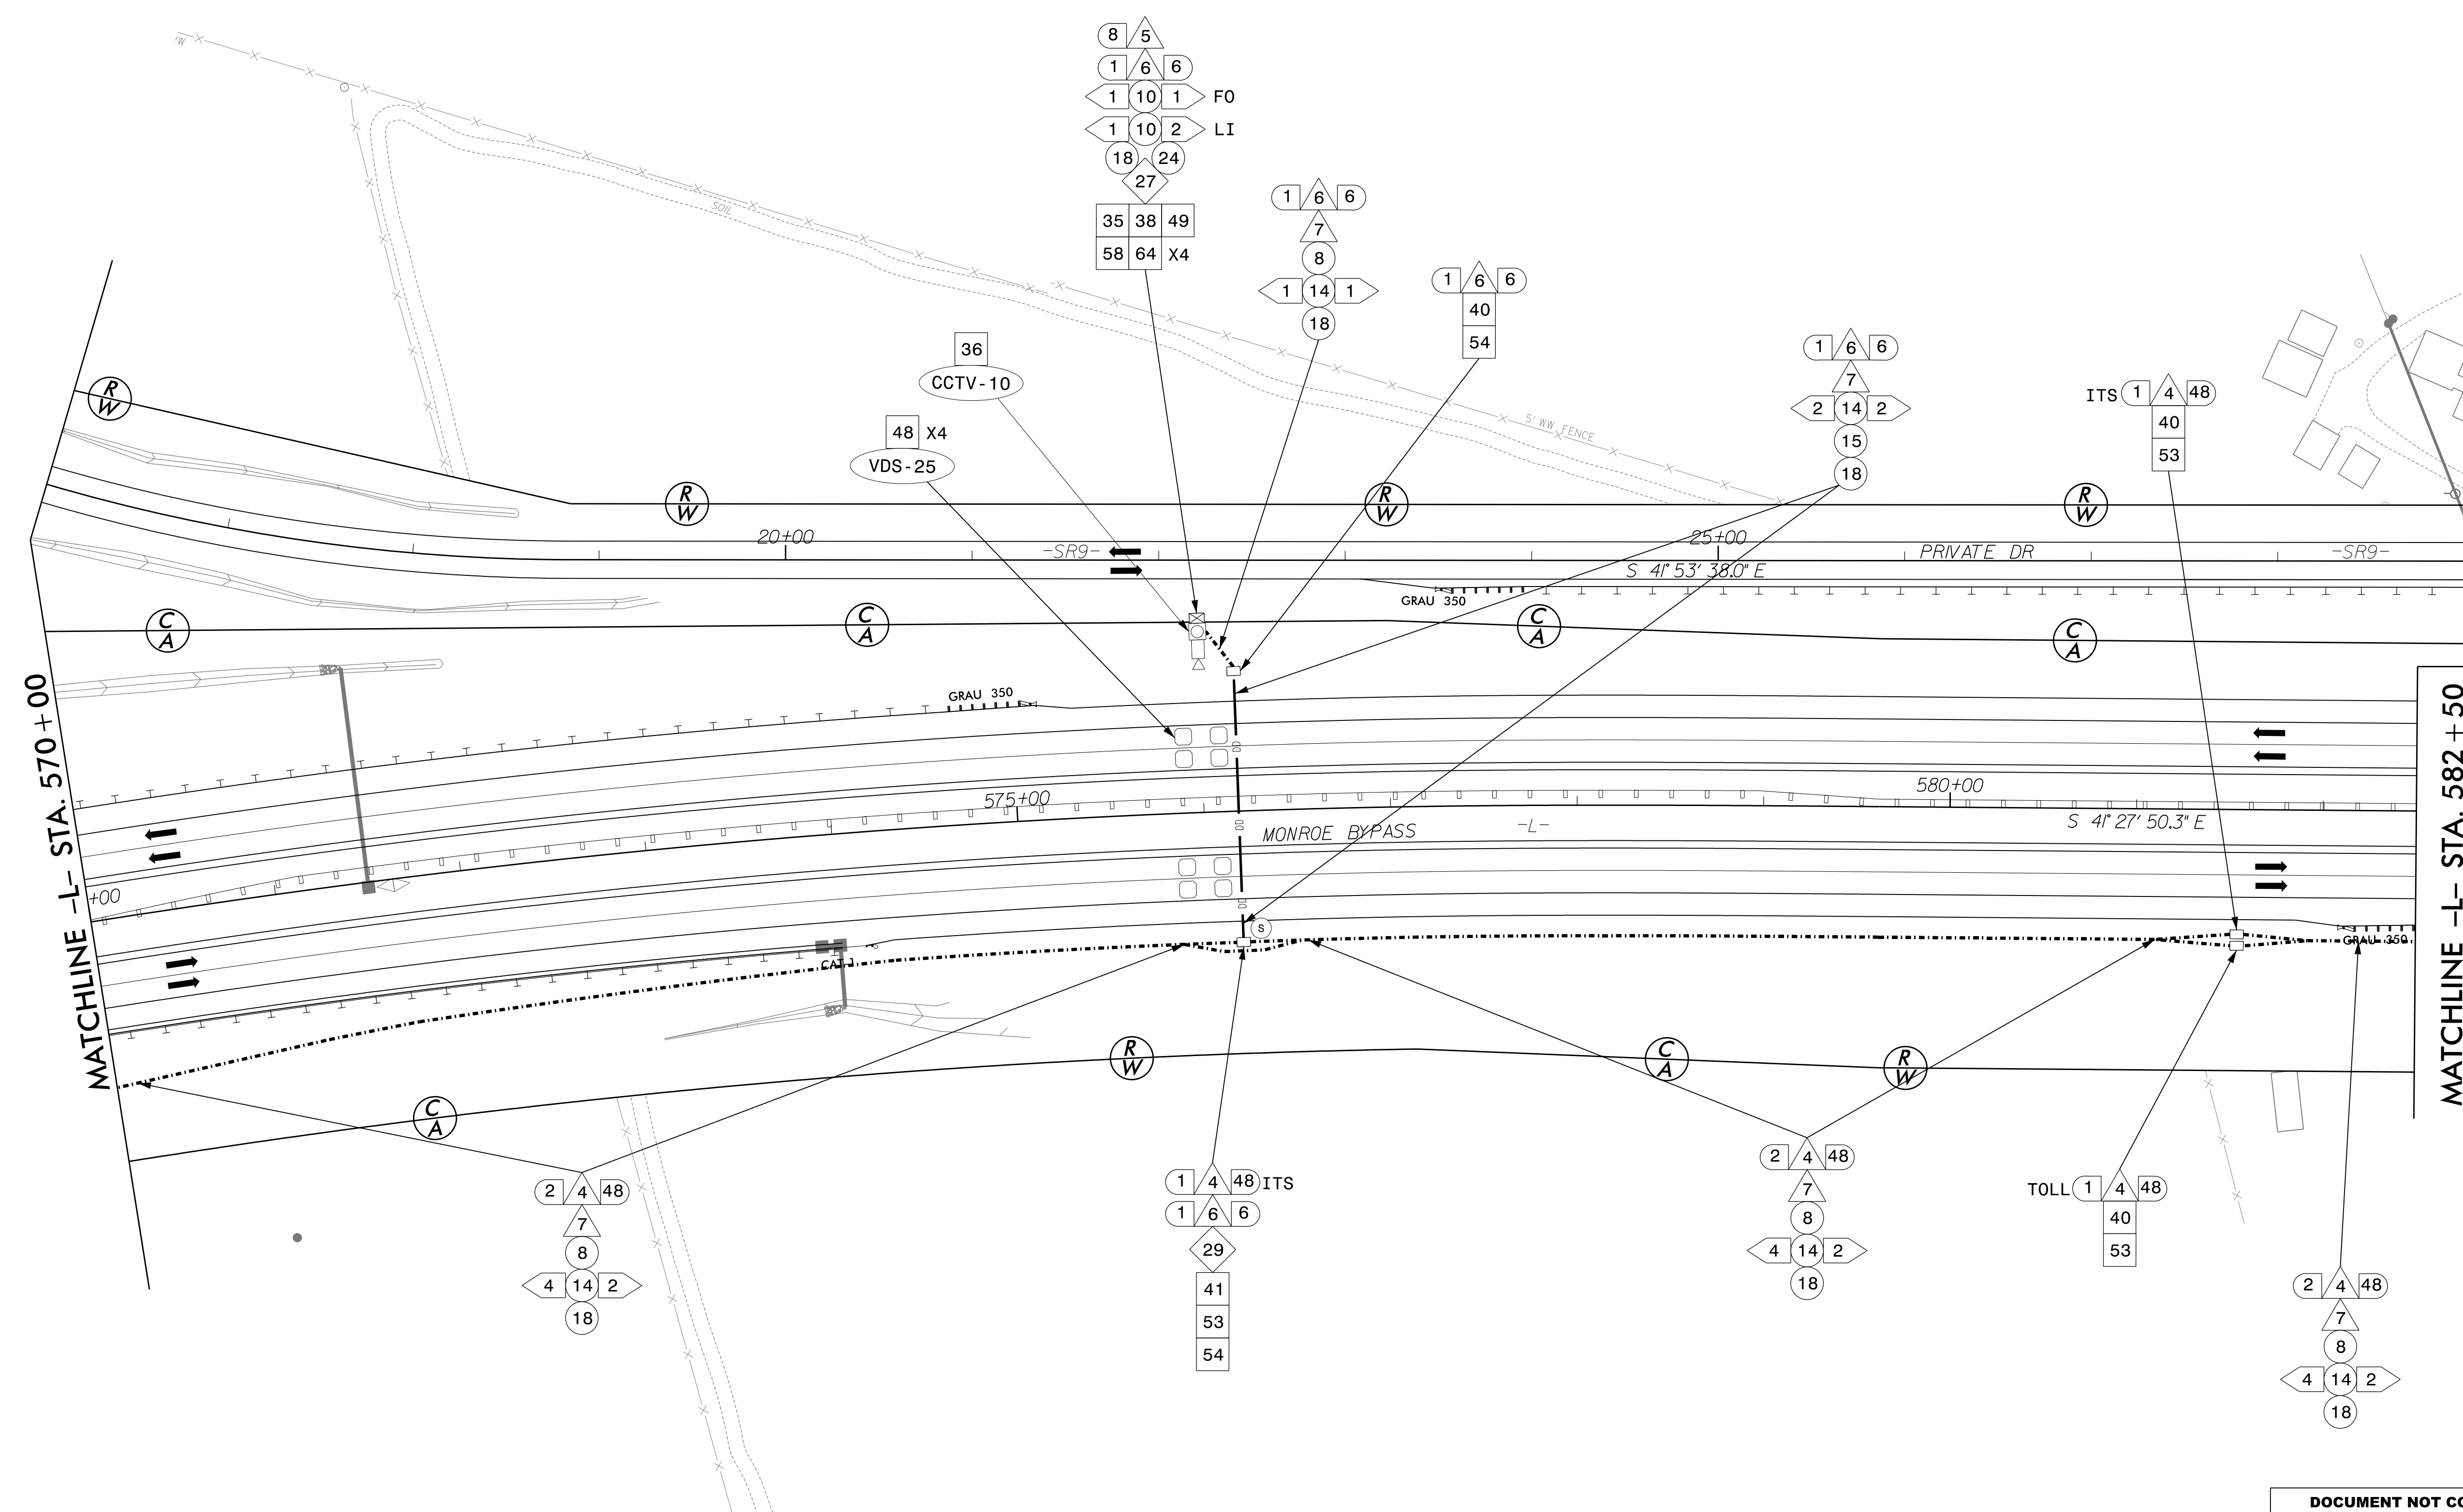 'W
8 5
1 6 6
1 10 1 FO
1 10 2 LI
18 24
27
35 38 49
58 64 X4
SOIL
1 6 6
7
8
14
1 14 1
18
1 6 6
40
54
36
CCTV-10
48 X4
VDS-25
1 6 6
7
2 14 2
15
18
ITS 1 4 48
40
53
5' WW FENCE
R
W
R
W
R
W
R
W
20+00
-SR9-
25+00
PRIVATE DR
-SR9-
S 41° 53' 38.0" E
GRAU 350
C
A
C
A
C
A
C
A
MATCHLINE -L- STA. 570+00
GRAU 350
575+00
580+00
MONROE BYPASS
-L-
S 41° 27' 50.3" E
+00
S
CAT-1
GRAU 350
MATCHLINE -L- STA. 582+50
R
W
C
A
R
W
C
A
2 4 48
7
8
4 14 2
18
1 4 48 ITS
1 6 6
29
41
53
54
2 4 48
7
8
4 14 2
18
TOLL 1 4 48
40
53
2 4 48
7
8
4 14 2
18
DOCUMENT NOT CO